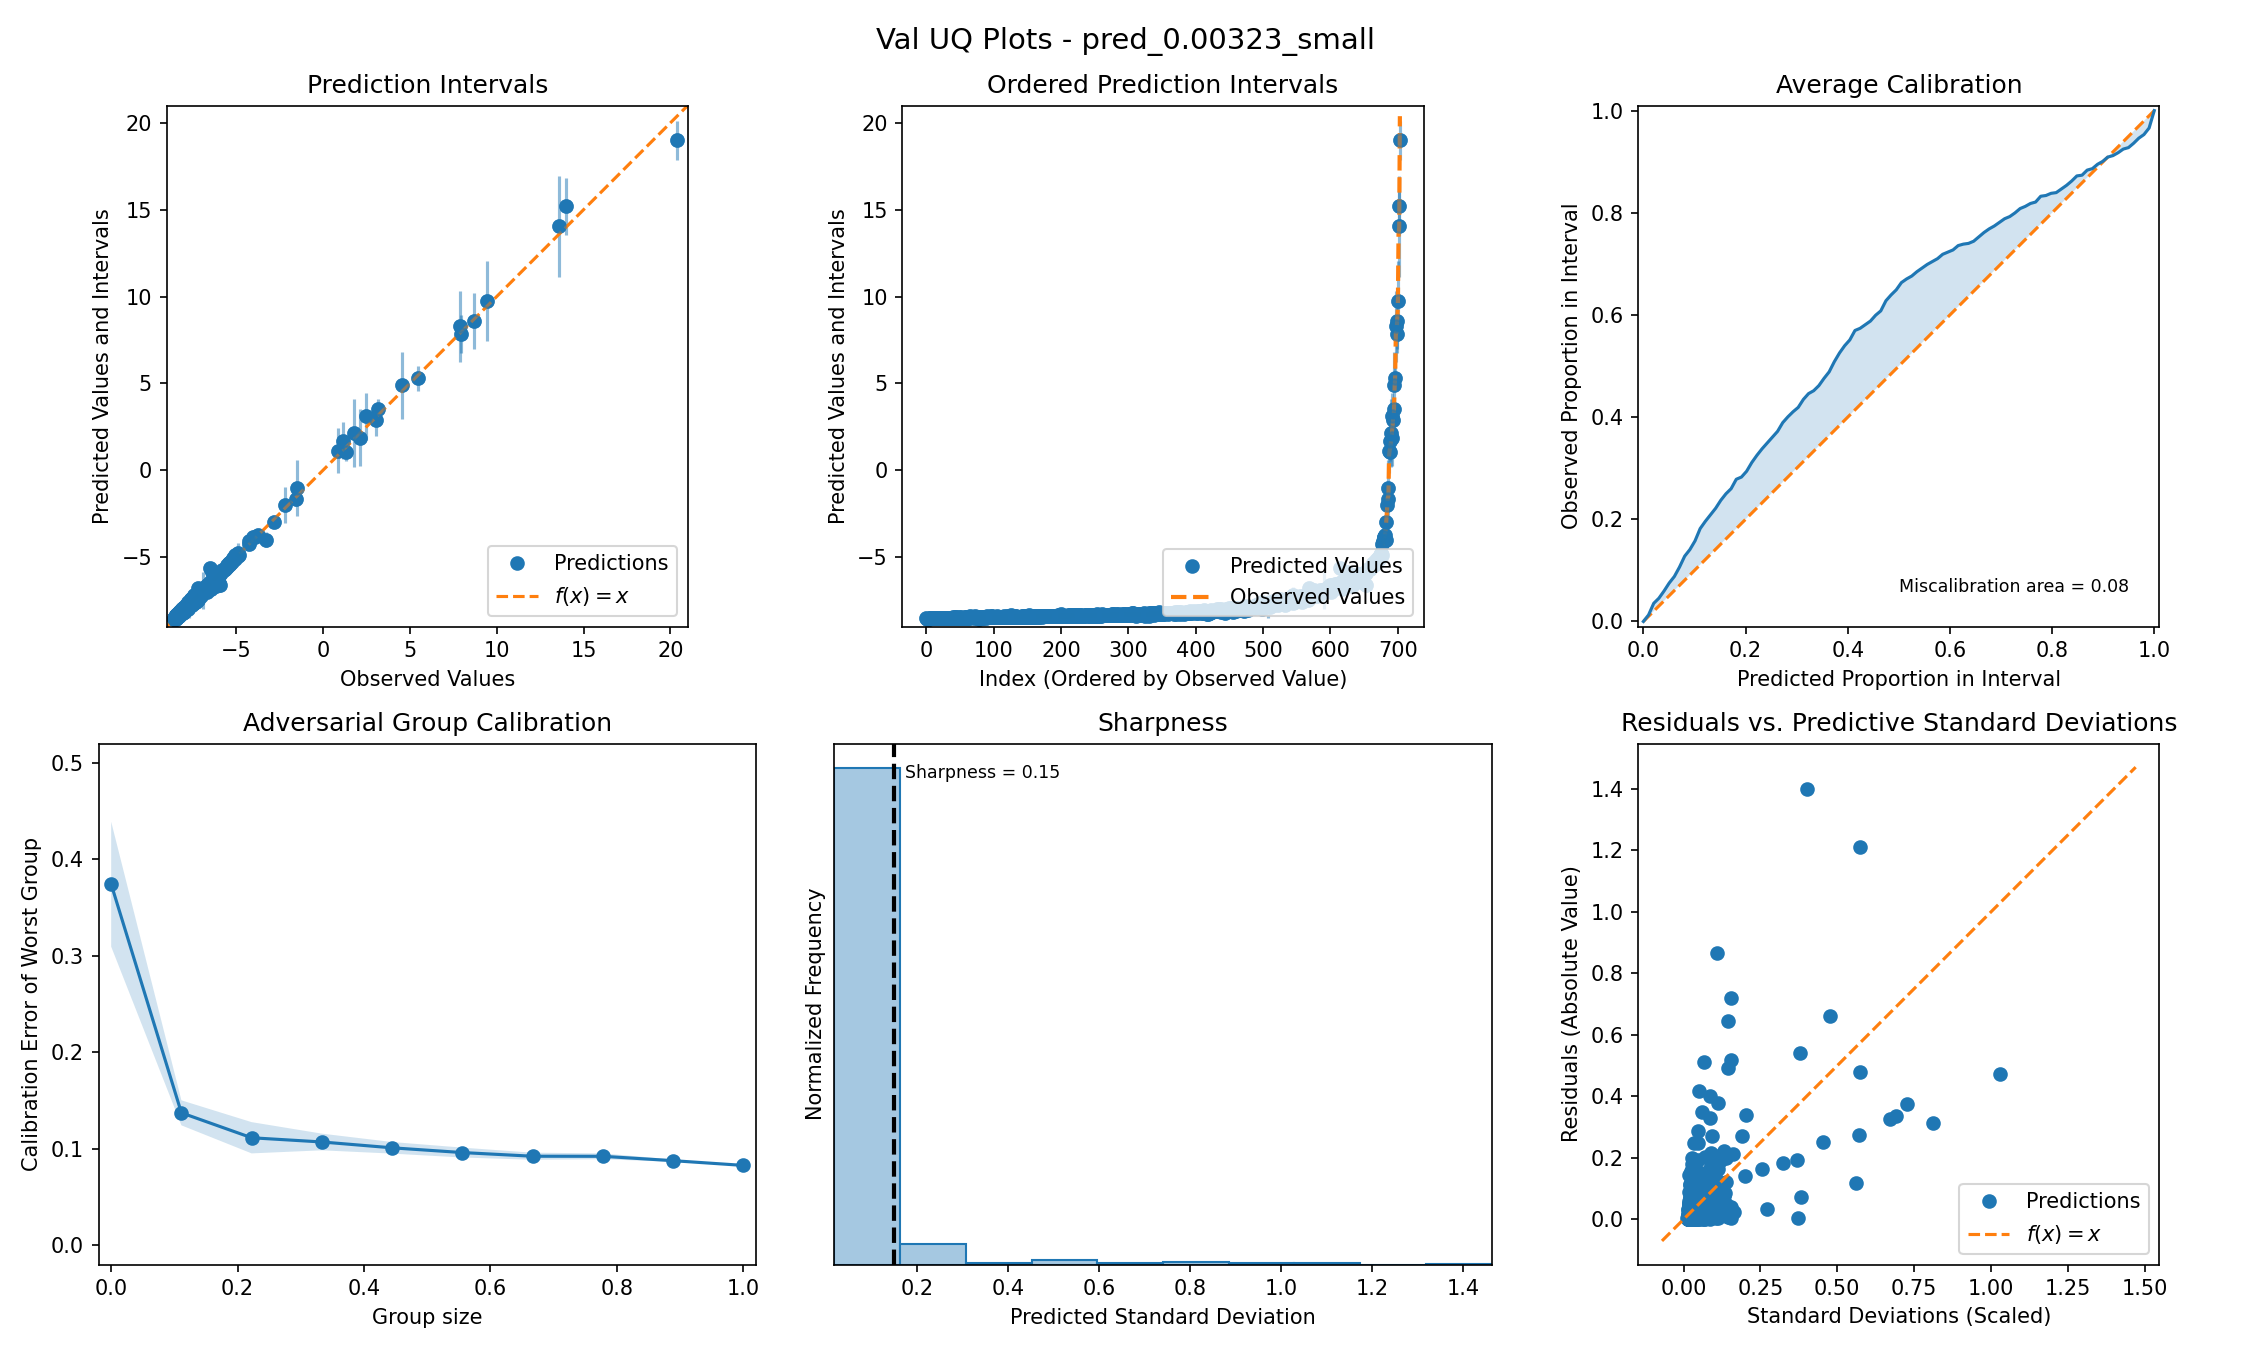 Val UQ Plots - pred_0.00323_small
Prediction Intervals
Predicted Values and Intervals
20
15
10
5
0
−5
−5
0
5
10
15
20
Observed Values
Predictions
f(x) = x
Ordered Prediction Intervals
Predicted Values and Intervals
20
15
10
5
0
−5
0
100
200
300
400
500
600
700
Index (Ordered by Observed Value)
Predicted Values
Observed Values
Average Calibration
Observed Proportion in Interval
1.0
0.8
0.6
0.4
0.2
0.0
0.0
0.2
0.4
0.6
0.8
1.0
Predicted Proportion in Interval
Miscalibration area = 0.08
Adversarial Group Calibration
Calibration Error of Worst Group
0.5
0.4
0.3
0.2
0.1
0.0
0.0
0.2
0.4
0.6
0.8
1.0
Group size
Sharpness
Normalized Frequency
Sharpness = 0.15
0.2
0.4
0.6
0.8
1.0
1.2
1.4
Predicted Standard Deviation
Residuals vs. Predictive Standard Deviations
Residuals (Absolute Value)
1.4
1.2
1.0
0.8
0.6
0.4
0.2
0.0
0.00
0.25
0.50
0.75
1.00
1.25
1.50
Standard Deviations (Scaled)
Predictions
f(x) = x